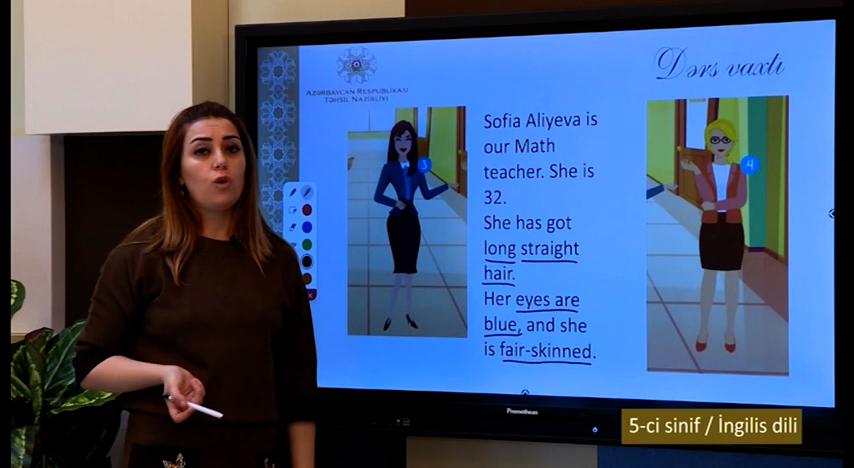 AZƏRBAYCAN RESPUBLİKASI
TƏHSİL NAZİRLİYİ
Dərs vaxtı
Sofia Aliyeva is
our Math
teacher. She is
32.
She has got
long straight
hair.
Her eyes are
blue, and she
is fair-skinned.
3
4
Promethean
5-ci sinif / İngilis dili